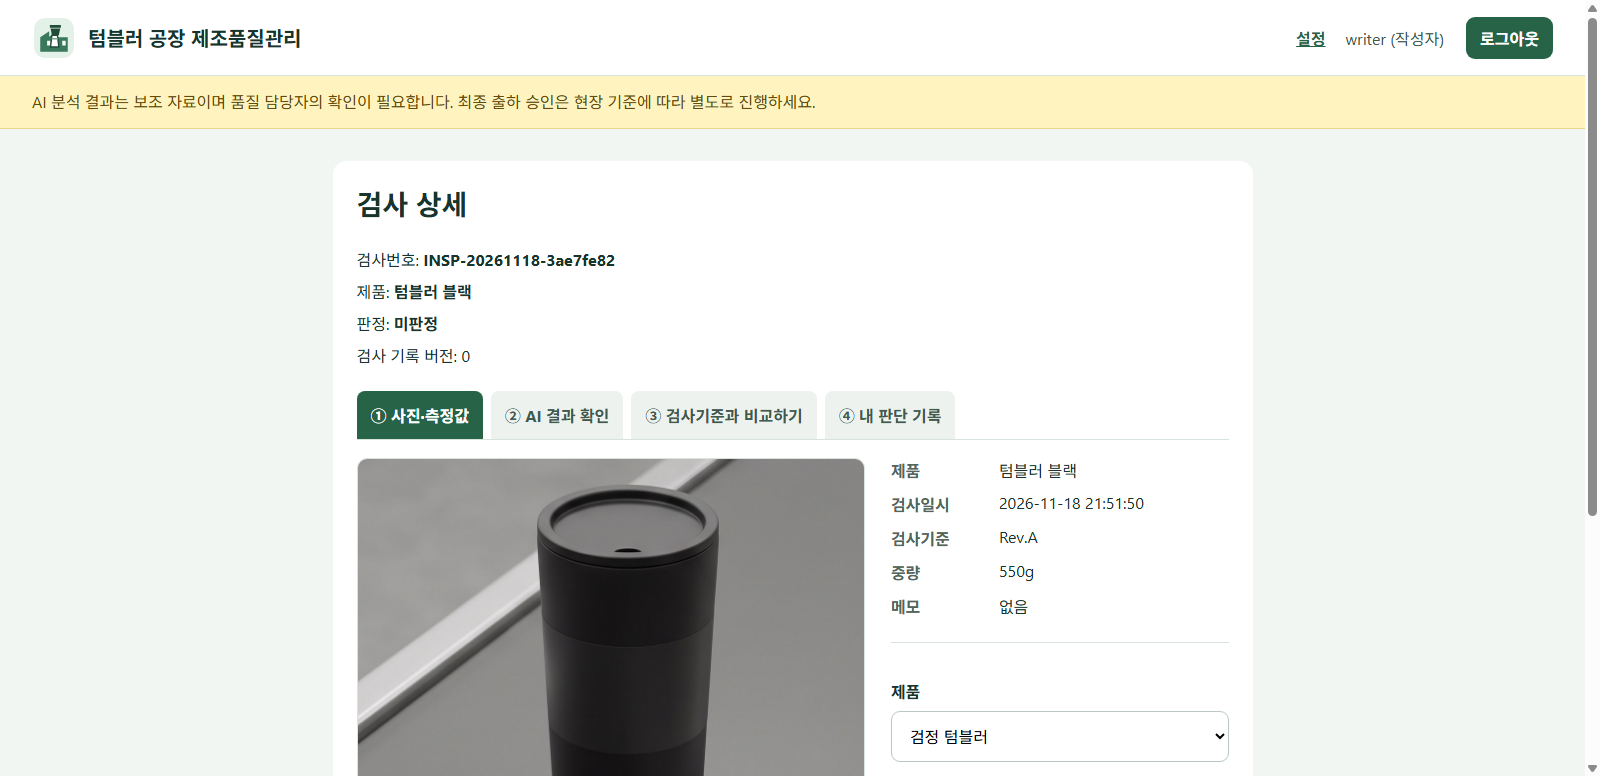 텀블러 공장 제조품질관리
설정
writer (작성자)
로그아웃
AI 분석 결과는 보조 자료이며 품질 담당자의 확인이 필요합니다. 최종 출하 승인은 현장 기준에 따라 별도로 진행하세요.
검사 상세
검사번호: INSP-20261118-3ae7fe82
제품: 텀블러 블랙
판정: 미판정
검사 기록 버전: 0
① 사진·측정값
② AI 결과 확인
③ 검사기준과 비교하기
④ 내 판단 기록
제품 텀블러 블랙
검사일시 2026-11-18 21:51:50
검사기준 Rev.A
중량 550g
메모 없음
제품
검정 텀블러